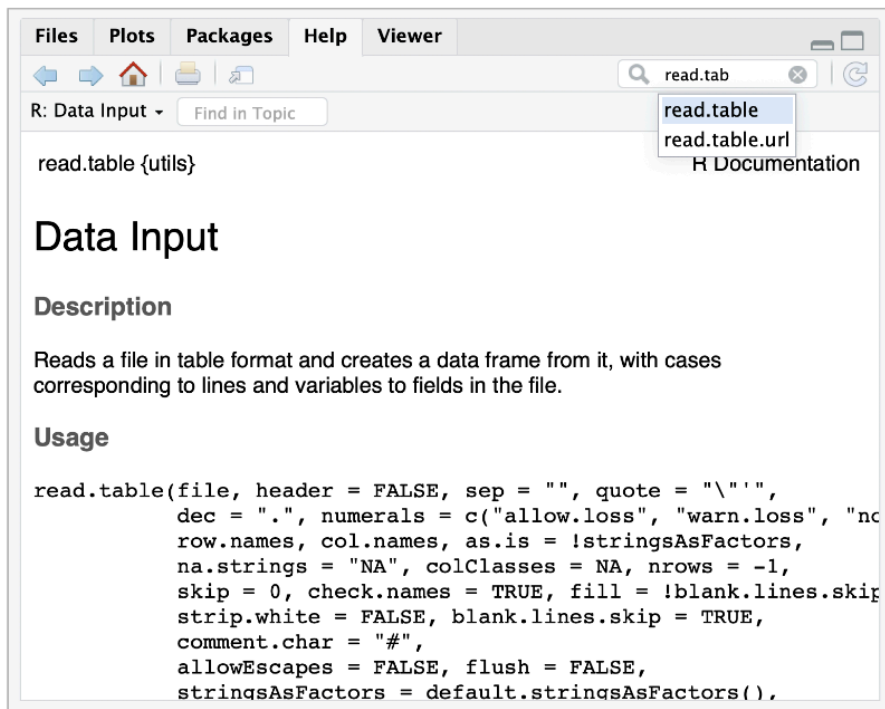 Files Plots Packages Help Viewer
read.tab
R: Data Input Find in Topic
read.table
read.table.url
read.table {utils} R Documentation
Data Input
Description
Reads a file in table format and creates a data frame from it, with cases
corresponding to lines and variables to fields in the file.
Usage
read.table(file, header = FALSE, sep = "", quote = "\"'",
dec = ".", numerals = c("allow.loss", "warn.loss", "no
row.names, col.names, as.is = !stringsAsFactors,
na.strings = "NA", colClasses = NA, nrows = -1,
skip = 0, check.names = TRUE, fill = !blank.lines.skip
strip.white = FALSE, blank.lines.skip = TRUE,
comment.char = "#",
allowEscapes = FALSE, flush = FALSE,
stringsAsFactors = default.stringsAsFactors(),